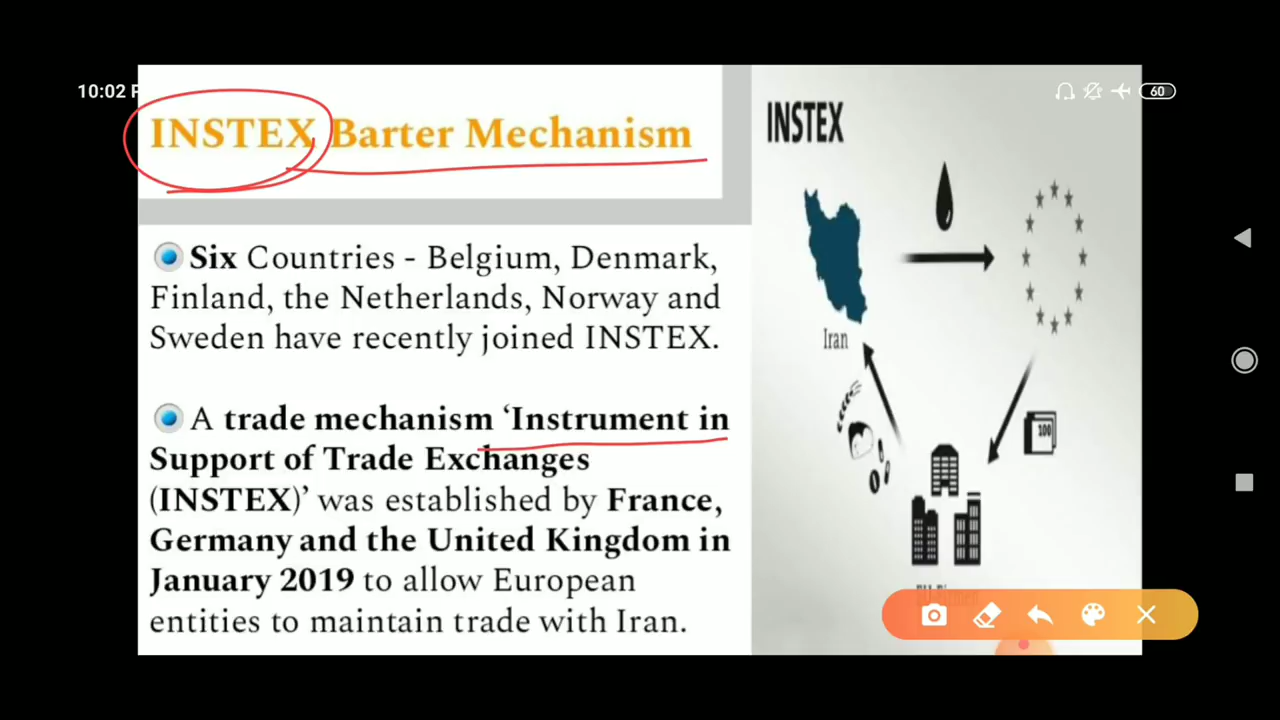 10:02 P
60
INSTEX Barter Mechanism
Six Countries - Belgium, Denmark,
Finland, the Netherlands, Norway and
Sweden have recently joined INSTEX.
A trade mechanism ‘Instrument in
Support of Trade Exchanges
(INSTEX)’ was established by France,
Germany and the United Kingdom in
January 2019 to allow European
entities to maintain trade with Iran.
INSTEX
Iran
100